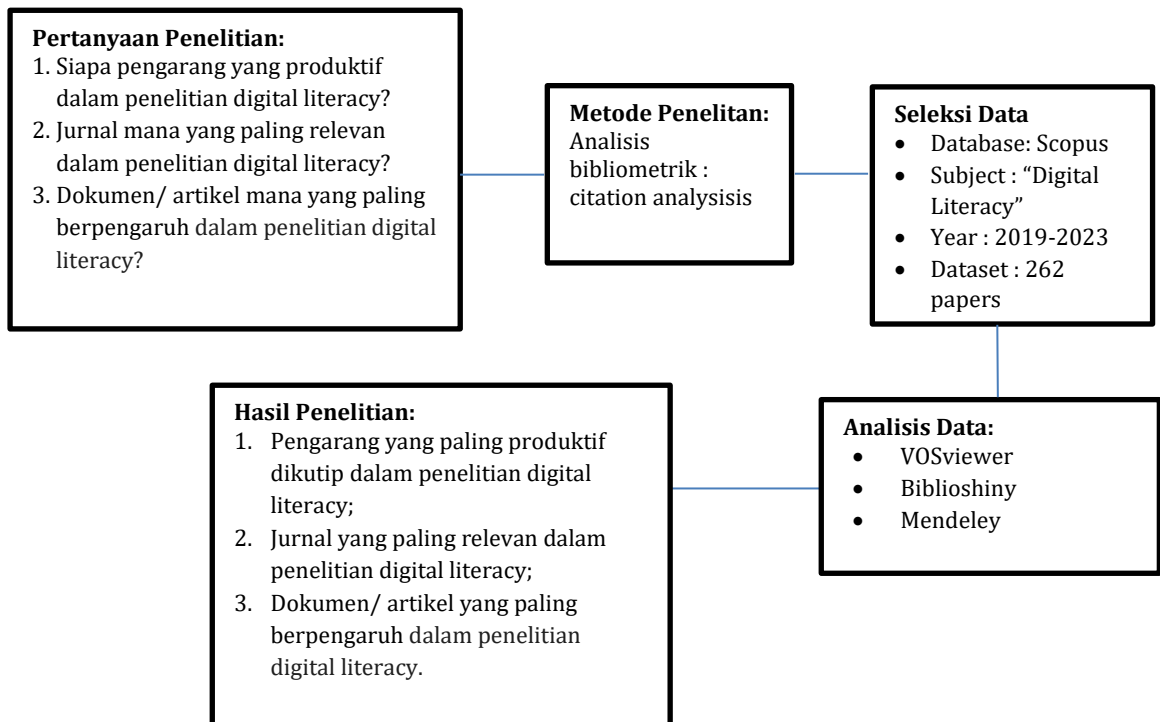 Pertanyaan Penelitian:
1. Siapa pengarang yang produktif
dalam penelitian digital literacy?
2. Jurnal mana yang paling relevan
dalam penelitian digital literacy?
3. Dokumen/ artikel mana yang paling
berpengaruh dalam penelitian digital
literacy?
Metode Penelitan:
Analisis
bibliometrik :
citation analysisis
Seleksi Data
• Database: Scopus
• Subject : “Digital
Literacy”
• Year : 2019-2023
• Dataset : 262
papers
Analisis Data:
• VOSviewer
• Biblioshiny
• Mendeley
Hasil Penelitian:
1. Pengarang yang paling produktif
dikutip dalam penelitian digital
literacy;
2. Jurnal yang paling relevan dalam
penelitian digital literacy;
3. Dokumen/ artikel yang paling
berpengaruh dalam penelitian
digital literacy.